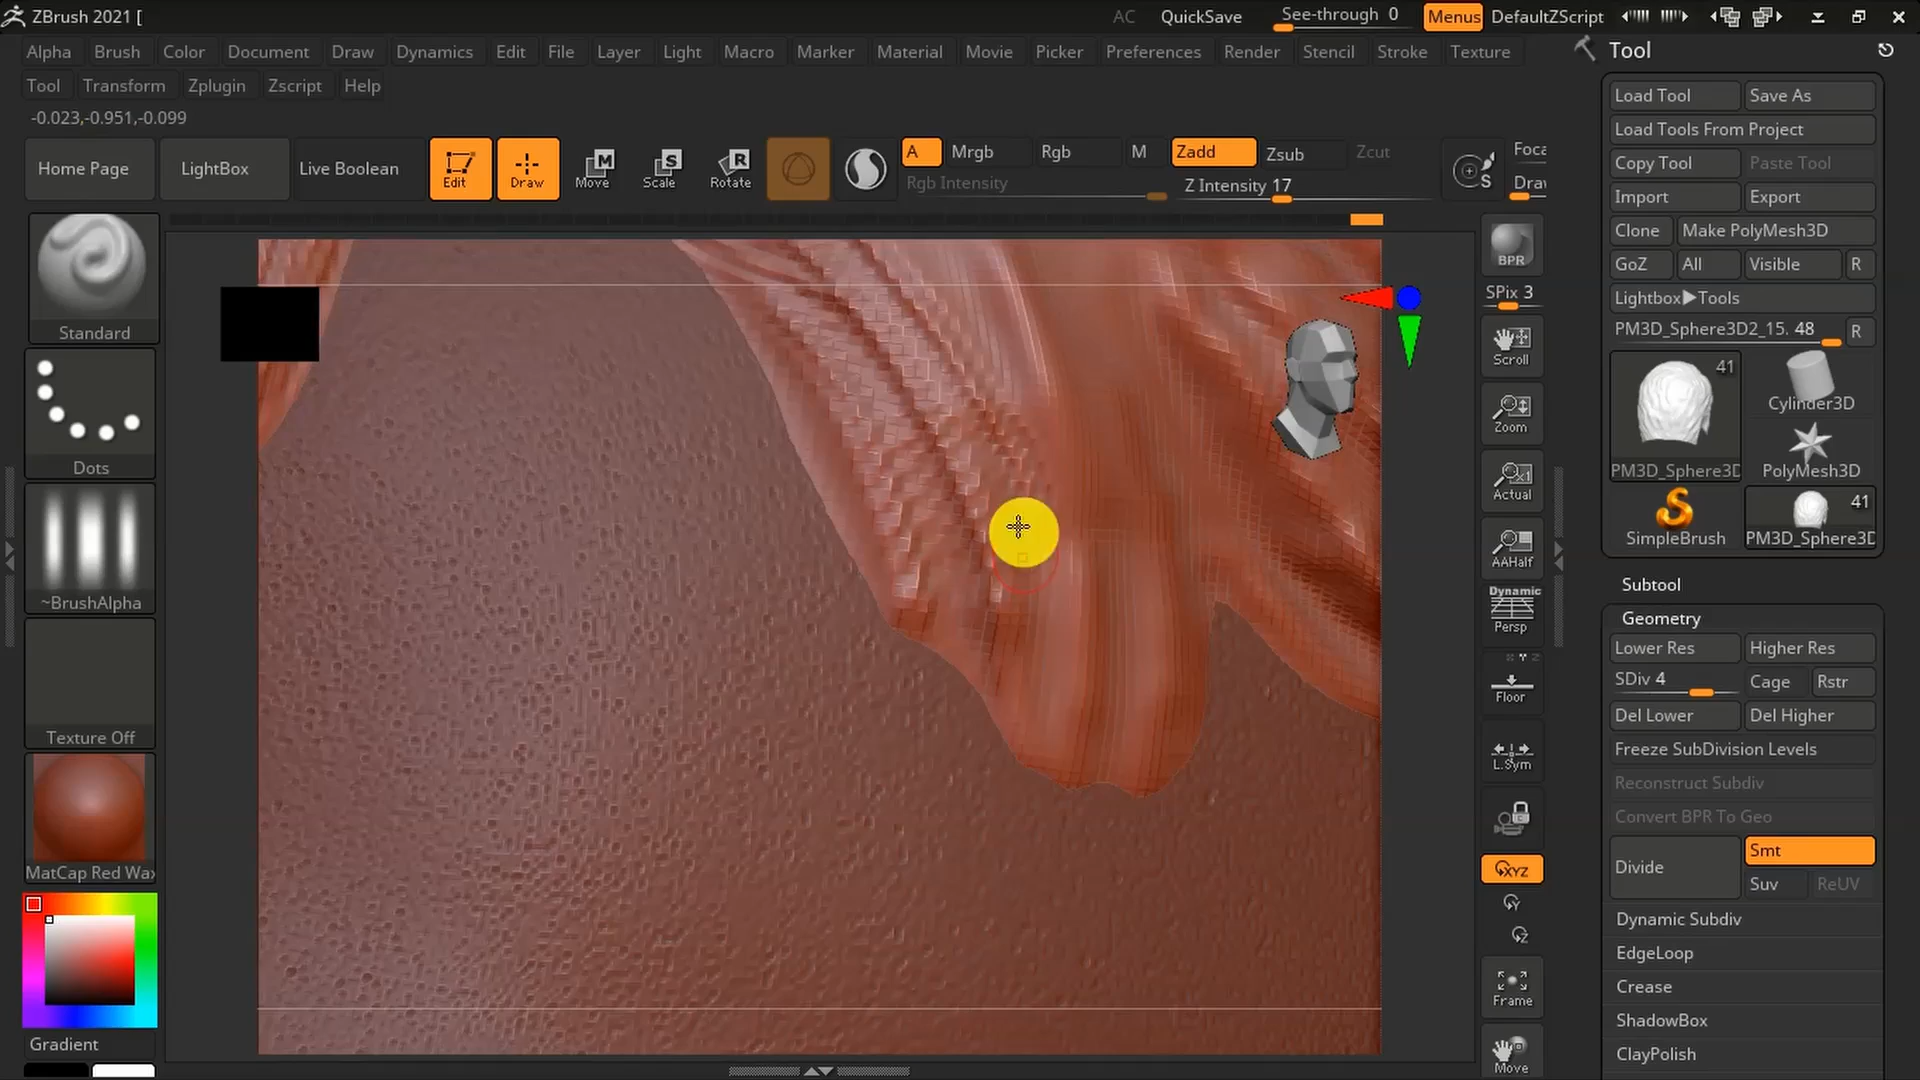 ZBrush 2021 [
AC
QuickSave
See-through 0
Menus
DefaultZScript
Alpha
Brush
Color
Document
Draw
Dynamics
Edit
File
Layer
Light
Macro
Marker
Material
Movie
Picker
Preferences
Render
Stencil
Stroke
Texture
Tool
Transform
Zplugin
Zscript
Help
-0.023,-0.951,-0.099
Home Page
LightBox
Live Boolean
Edit
Draw
M
Move
S
Scale
R
Rotate
A
Mrgb
Rgb
M
Zadd
Zsub
Zcut
Rgb Intensity
Z Intensity 17
S
Foca
Draw
Standard
Dots
~BrushAlpha
Texture Off
MatCap Red Wax
Gradient
BPR
SPix 3
Scroll
Zoom
Actual
AAHalf
Dynamic
Persp
Floor
L.Sym
XYZ
Y
Z
Frame
Move
Tool
Load Tool
Save As
Load Tools From Project
Copy Tool
Paste Tool
Import
Export
Clone
Make PolyMesh3D
GoZ
All
Visible
R
Lightbox▶Tools
PM3D_Sphere3D2_15. 48
R
41
PM3D_Sphere3D
Cylinder3D
PolyMesh3D
SimpleBrush
41
PM3D_Sphere3D
Subtool
Geometry
Lower Res
Higher Res
SDiv 4
Cage
Rstr
Del Lower
Del Higher
Freeze SubDivision Levels
Reconstruct Subdiv
Convert BPR To Geo
Divide
Smt
Suv
ReUV
Dynamic Subdiv
EdgeLoop
Crease
ShadowBox
ClayPolish